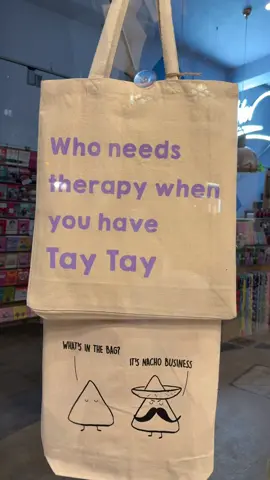 Who needs
therapy when
you have
Tay Tay
WHAT'S IN THE BAG?
IT'S NACHO BUSINESS